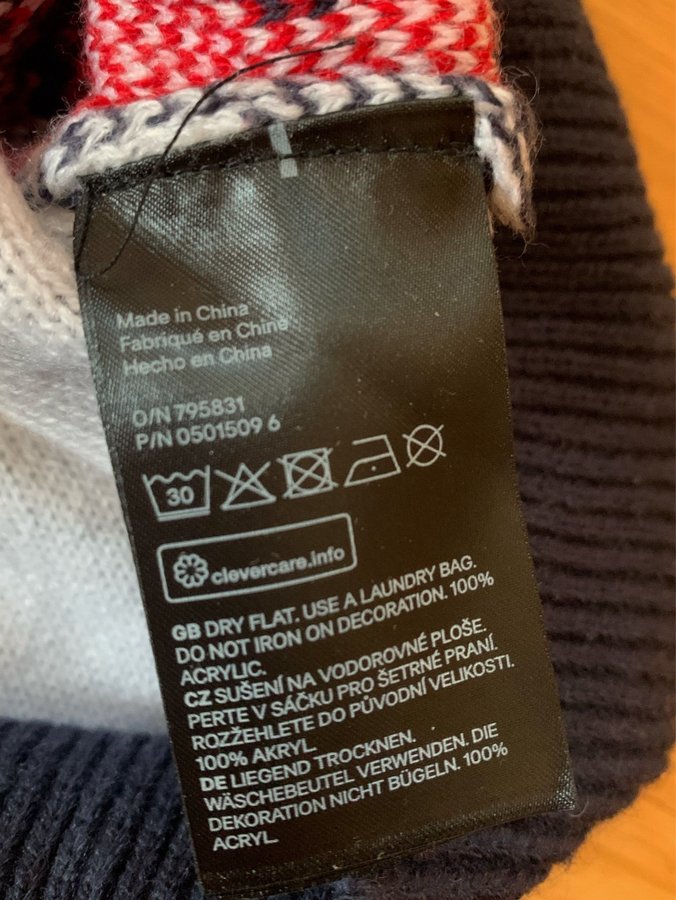 Made in China
Fabriqué en Chine
Hecho en China
O/N 795831
P/N 0501509 6
30
clevercare.info
GB DRY FLAT. USE A LAUNDRY BAG.
DO NOT IRON ON DECORATION. 100%
ACRYLIC.
CZ SUŠENÍ NA VODOROVNÉ PLOŠE.
PERTE V SÁČKU PRO ŠETRNÉ PRANÍ.
ROZŽEHLETE DO PŮVODNÍ VELIKOSTI.
100% AKRYL
DE LIEGEND TROCKNEN.
WÄSCHEBEUTEL VERWENDEN. DIE
DEKORATION NICHT BÜGELN. 100%
ACRYL.